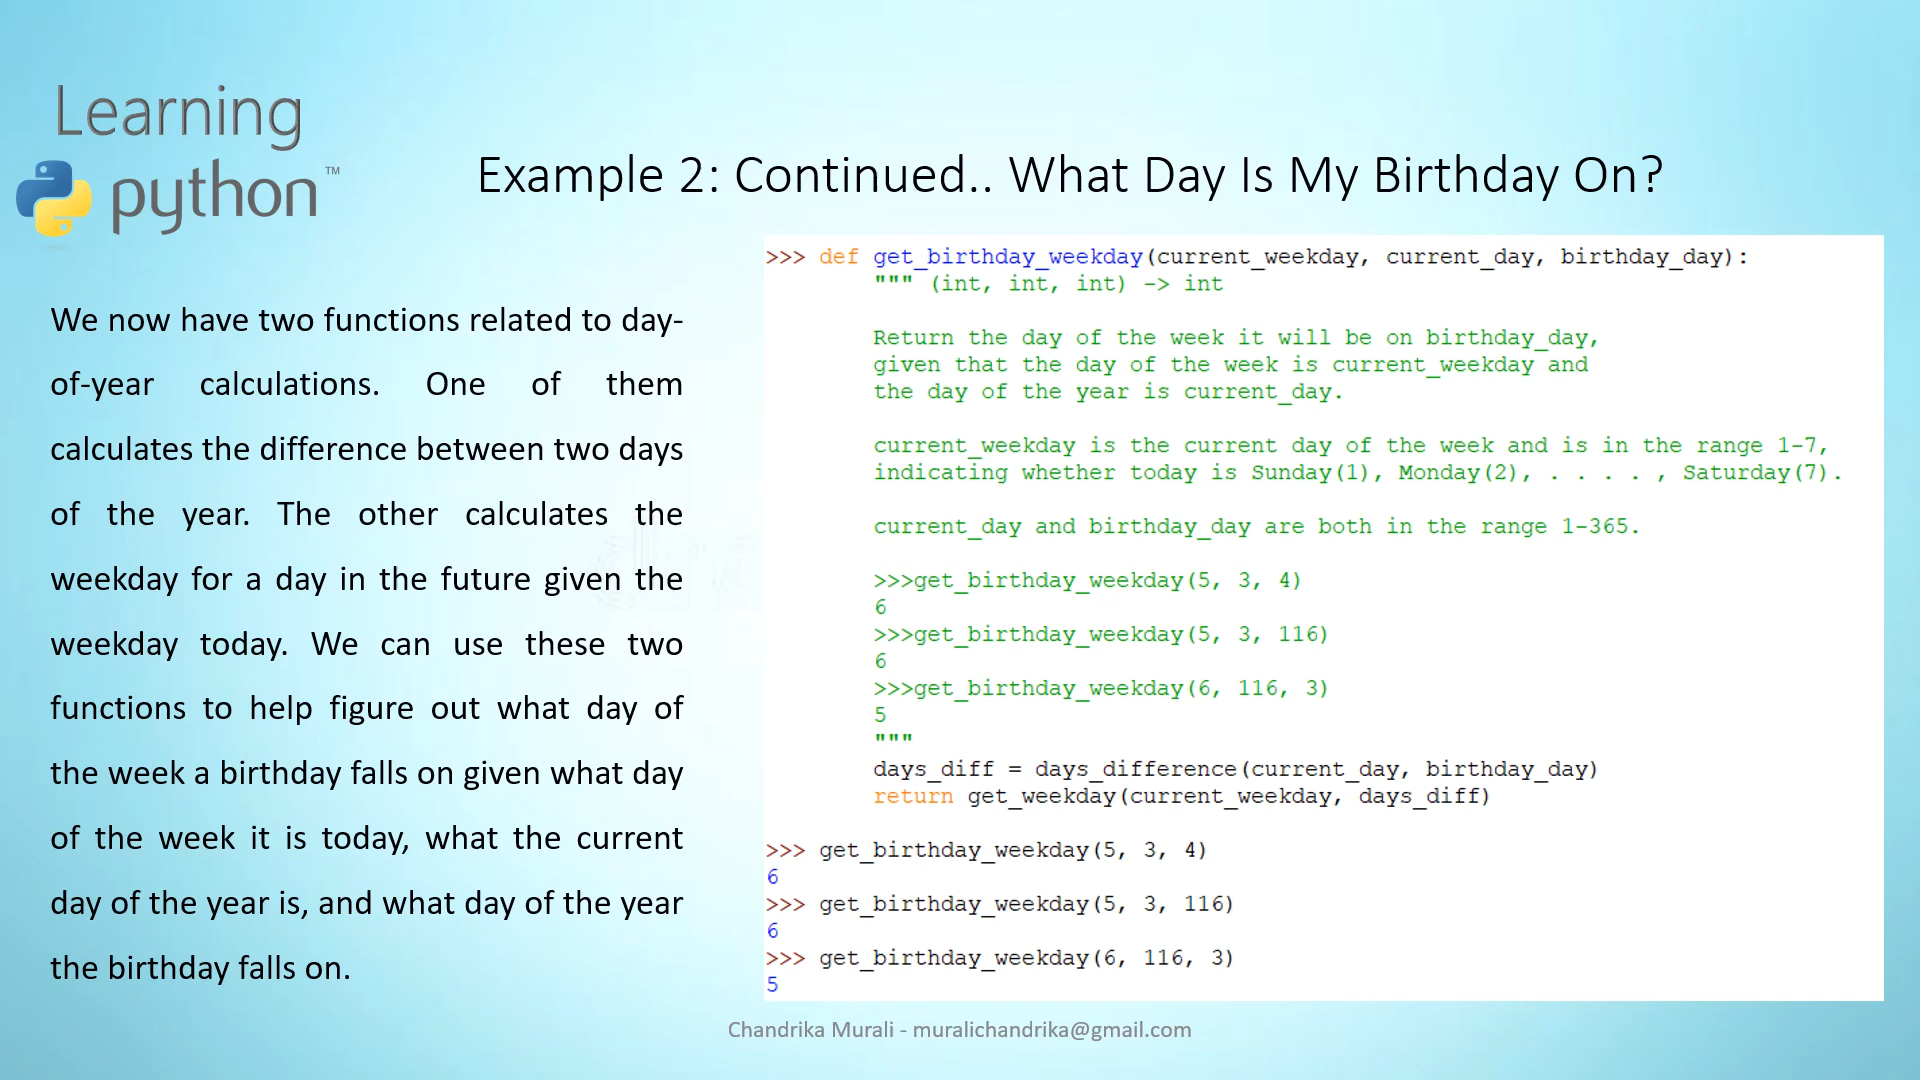 Learning
python™
Example 2: Continued.. What Day Is My Birthday On?
We now have two functions related to day-
of-year calculations. One of them
calculates the difference between two days
of the year. The other calculates the
weekday for a day in the future given the
weekday today. We can use these two
functions to help figure out what day of
the week a birthday falls on given what day
of the week it is today, what the current
day of the year is, and what day of the year
the birthday falls on.
>>> def get_birthday_weekday(current_weekday, current_day, birthday_day):
""" (int, int, int) -> int
Return the day of the week it will be on birthday_day,
given that the day of the week is current_weekday and
the day of the year is current_day.
current_weekday is the current day of the week and is in the range 1-7,
indicating whether today is Sunday(1), Monday(2), . . . . , Saturday(7).
current_day and birthday_day are both in the range 1-365.
>>>get_birthday_weekday(5, 3, 4)
6
>>>get_birthday_weekday(5, 3, 116)
6
>>>get_birthday_weekday(6, 116, 3)
5
"""
days_diff = days_difference(current_day, birthday_day)
return get_weekday(current_weekday, days_diff)
>>> get_birthday_weekday(5, 3, 4)
6
>>> get_birthday_weekday(5, 3, 116)
6
>>> get_birthday_weekday(6, 116, 3)
5
Chandrika Murali - muralichandrika@gmail.com